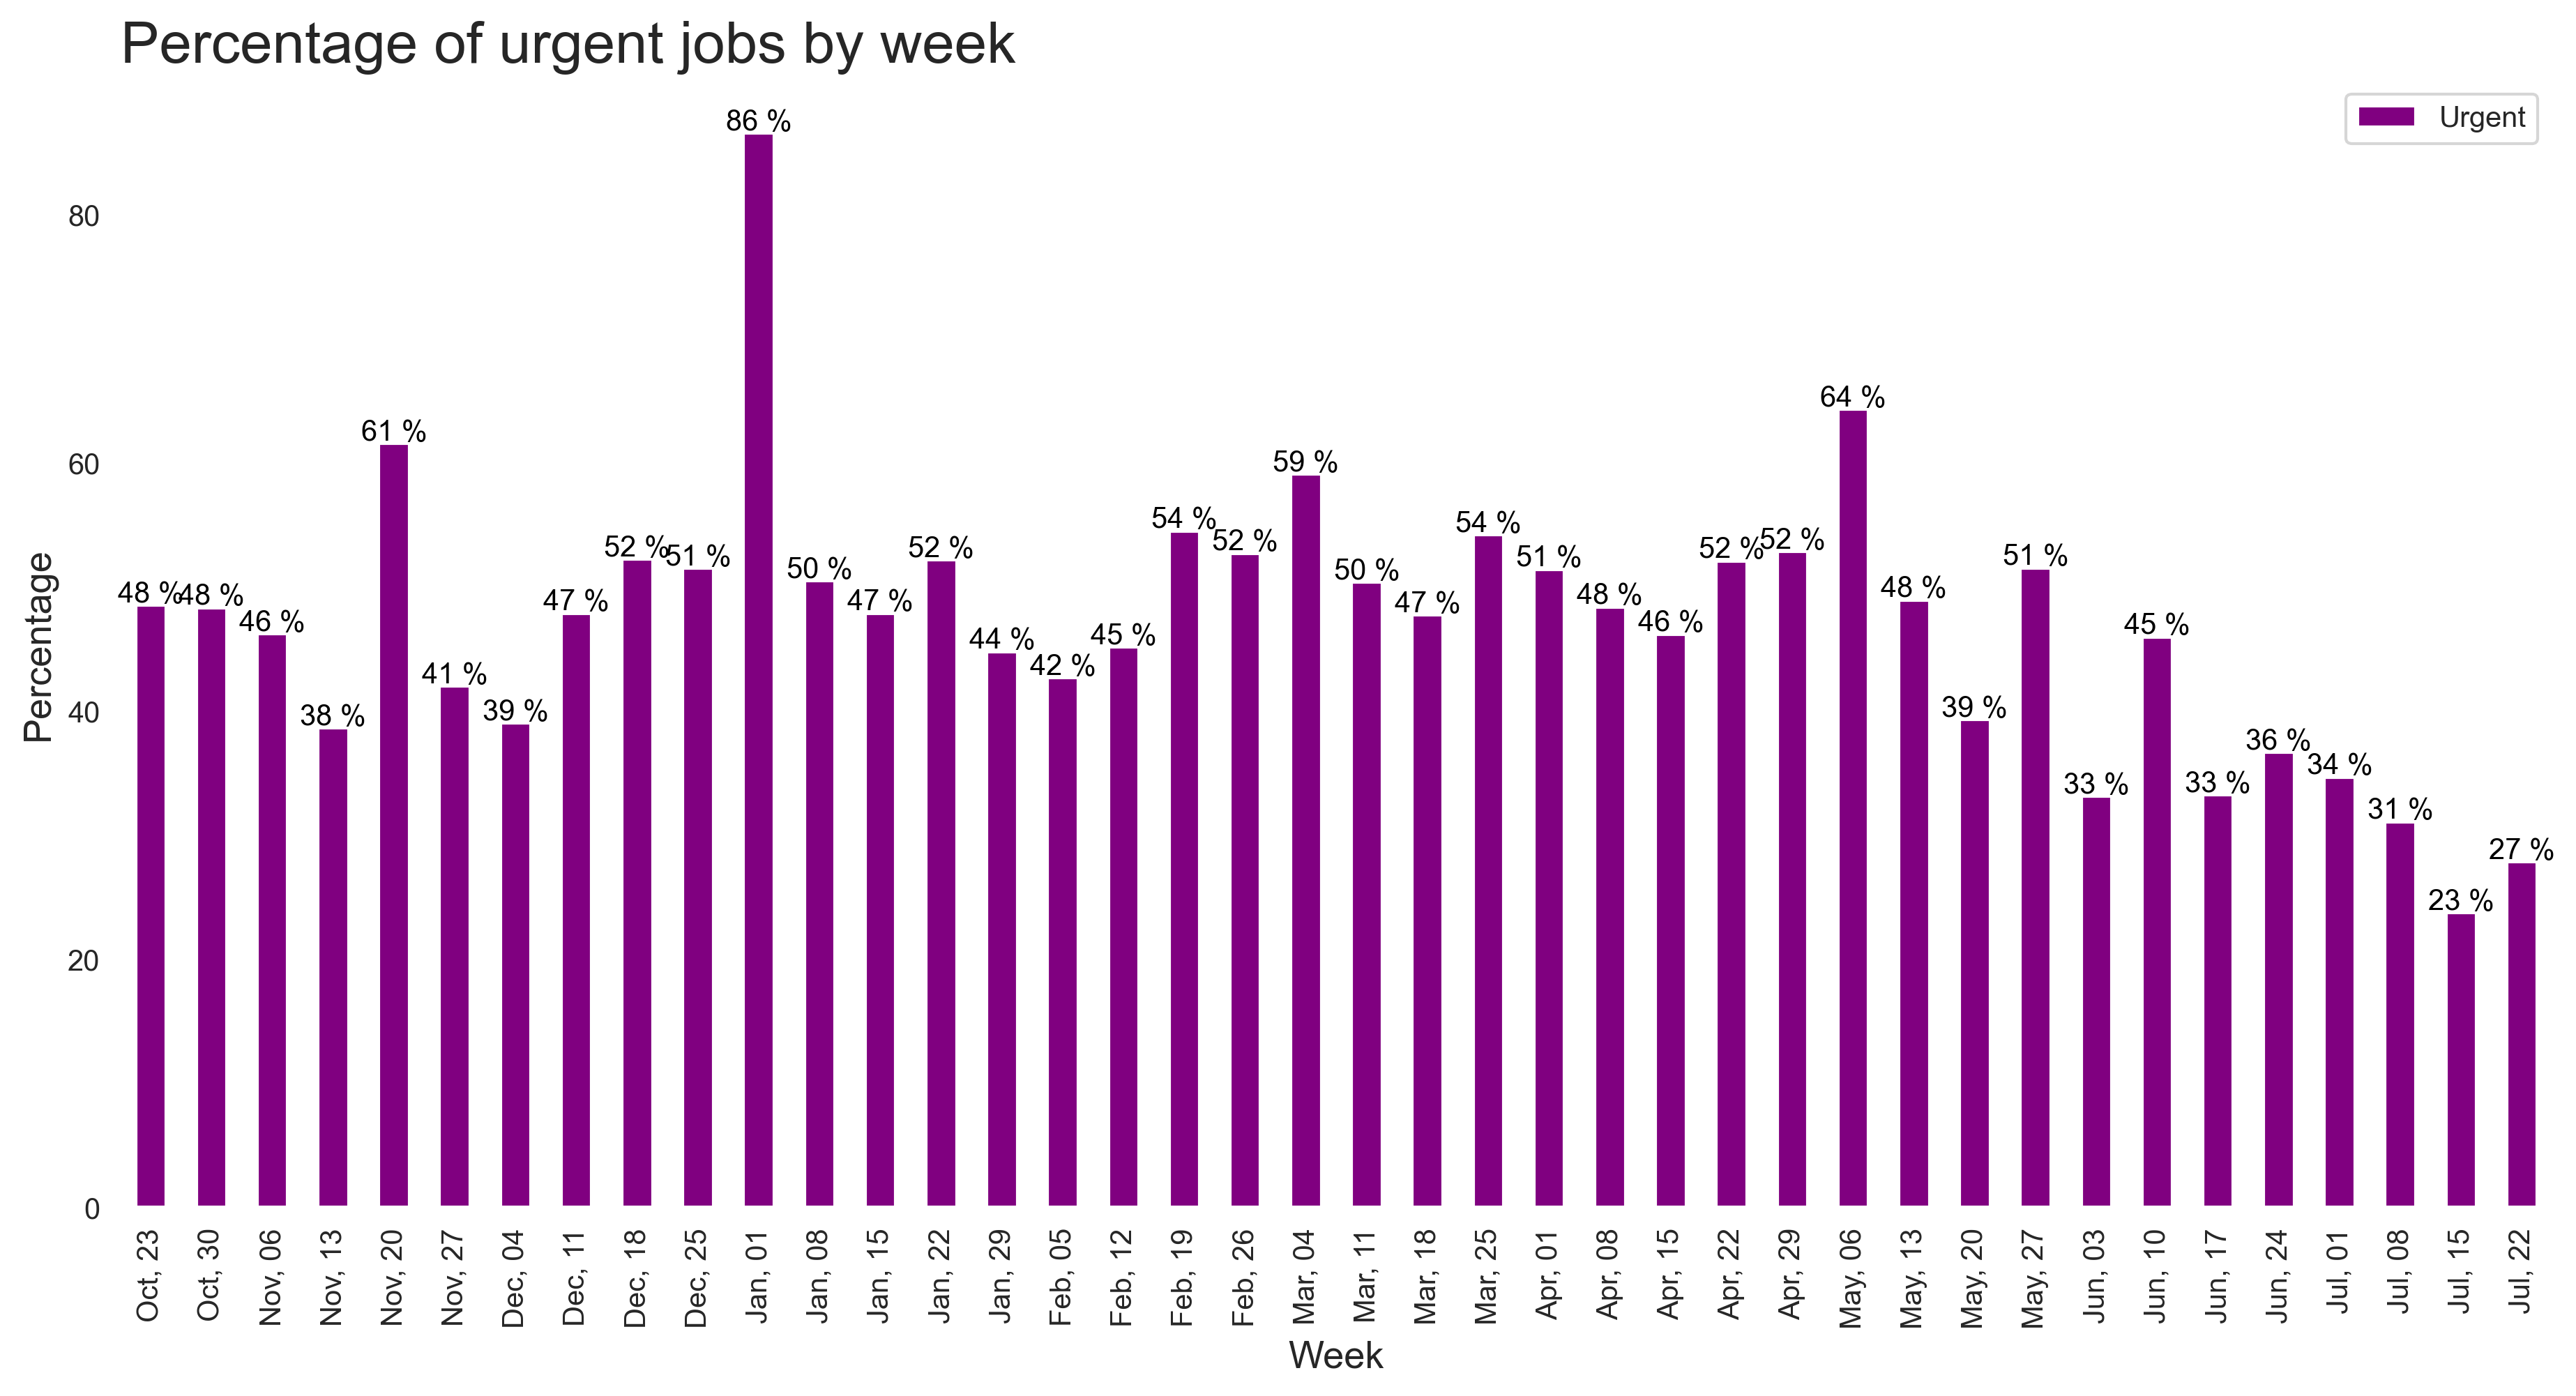 Percentage of urgent jobs by week
Urgent
Percentage
80
60
40
20
0
48 %
48 %
46 %
38 %
61 %
41 %
39 %
47 %
52 %
51 %
86 %
50 %
47 %
52 %
44 %
42 %
45 %
54 %
52 %
59 %
50 %
47 %
54 %
51 %
48 %
46 %
52 %
52 %
64 %
48 %
39 %
51 %
33 %
45 %
33 %
36 %
34 %
31 %
23 %
27 %
Oct, 23
Oct, 30
Nov, 06
Nov, 13
Nov, 20
Nov, 27
Dec, 04
Dec, 11
Dec, 18
Dec, 25
Jan, 01
Jan, 08
Jan, 15
Jan, 22
Jan, 29
Feb, 05
Feb, 12
Feb, 19
Feb, 26
Mar, 04
Mar, 11
Mar, 18
Mar, 25
Apr, 01
Apr, 08
Apr, 15
Apr, 22
Apr, 29
May, 06
May, 13
May, 20
May, 27
Jun, 03
Jun, 10
Jun, 17
Jun, 24
Jul, 01
Jul, 08
Jul, 15
Jul, 22
Week